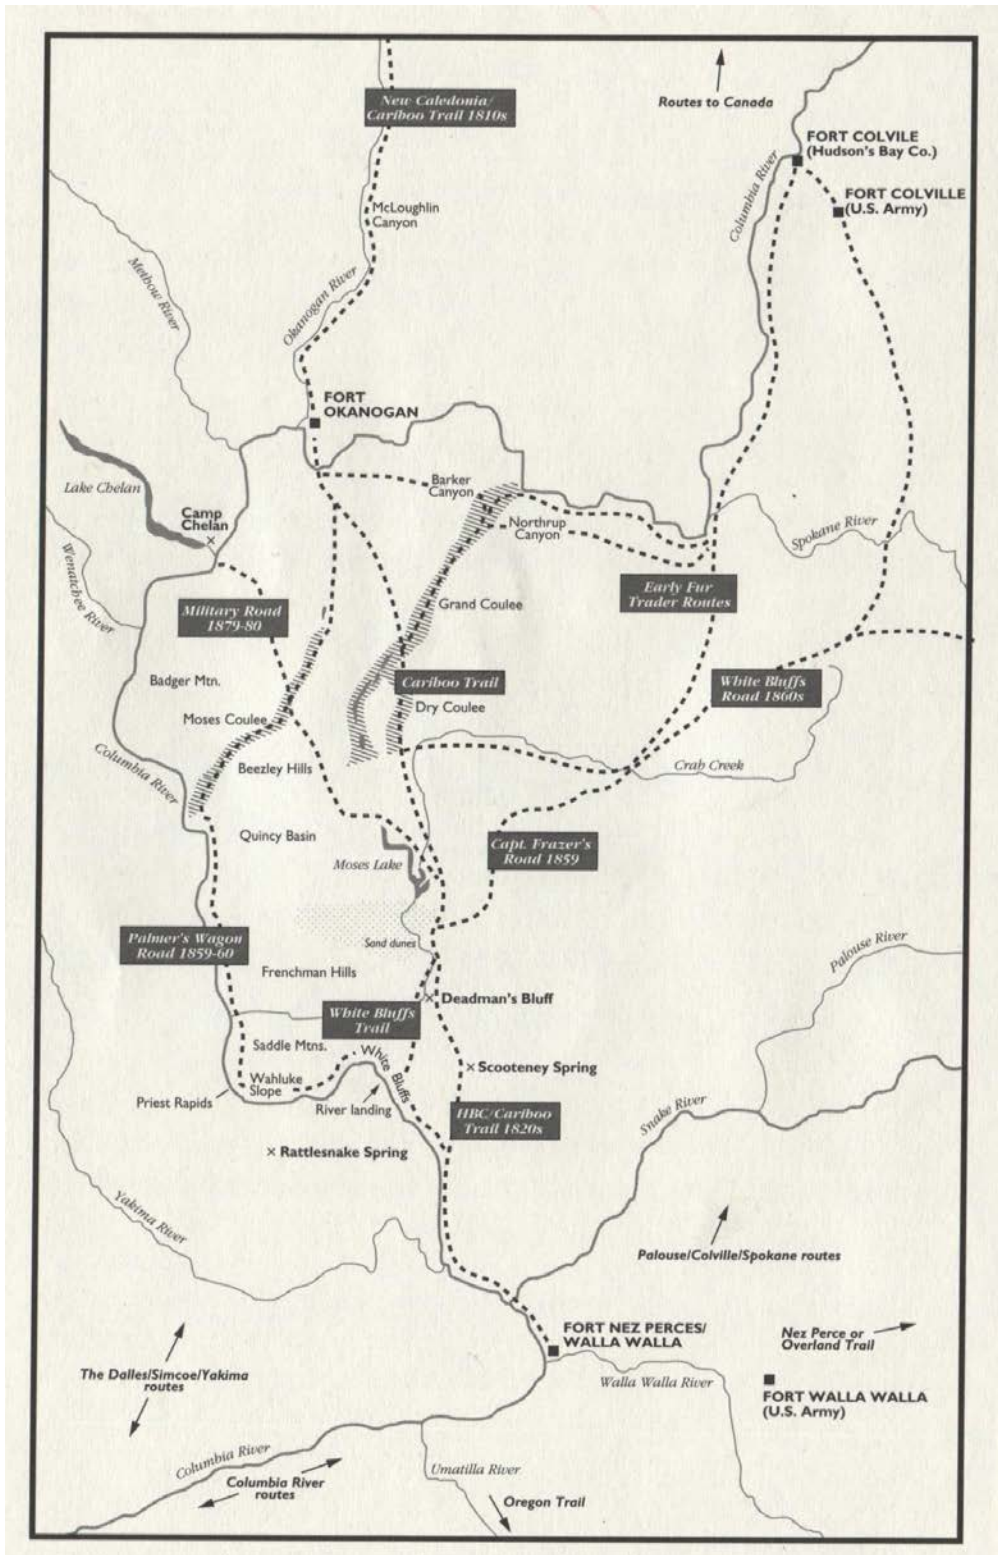 New Caledonia/
Cariboo Trail 1810s
Routes to Canada
FORT COLVILE
(Hudson's Bay Co.)
FORT COLVILLE
(U.S. Army)
Columbia River
McLoughlin
Canyon
Methow River
Okanogan River
FORT
OKANOGAN
Lake Chelan
Camp
Chelan
Barker
Canyon
Northrup
Canyon
Spokane River
Wenatchee River
Military Road
1879-80
Grand Coulee
Early Fur
Trader Routes
Badger Mtn.
Cariboo Trail
White Bluffs
Road 1860s
Moses Coulee
Dry Coulee
Columbia River
Beezley Hills
Crab Creek
Quincy Basin
Moses Lake
Capt. Frazer's
Road 1859
Palmer's Wagon
Road 1859-60
Sand dunes
Palouse River
Frenchman Hills
Deadman's Bluff
White Bluffs
Trail
Saddle Mtns.
White Bluffs
Scooteney Spring
Wahluke
Slope
Priest Rapids
River landing
HBC/Cariboo
Trail 1820s
Snake River
Rattlesnake Spring
Yakima River
Palouse/Colville/Spokane routes
FORT NEZ PERCES/
WALLA WALLA
Nez Perce or
Overland Trail
The Dalles/Simcoe/Yakima
routes
Walla Walla River
FORT WALLA WALLA
(U.S. Army)
Columbia River
Columbia River
routes
Umatilla River
Oregon Trail